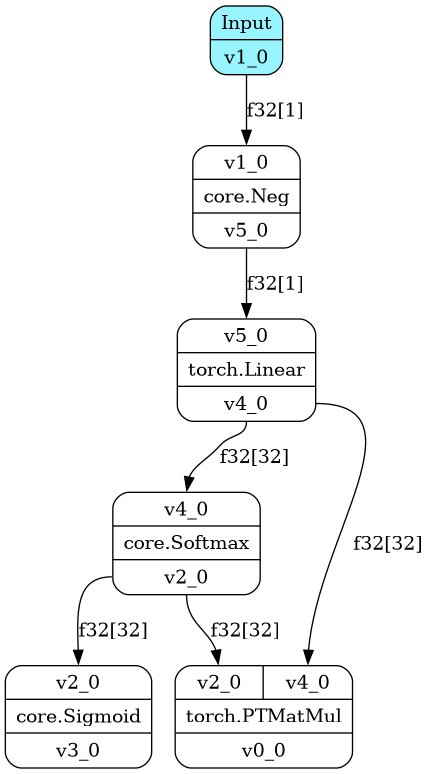 Input
v1_0
f32[1]
v1_0
core.Neg
v5_0
f32[1]
v5_0
torch.Linear
v4_0
f32[32]
f32[32]
v4_0
core.Softmax
v2_0
f32[32]
f32[32]
v2_0
core.Sigmoid
v3_0
v2_0 v4_0
torch.PTMatMul
v0_0